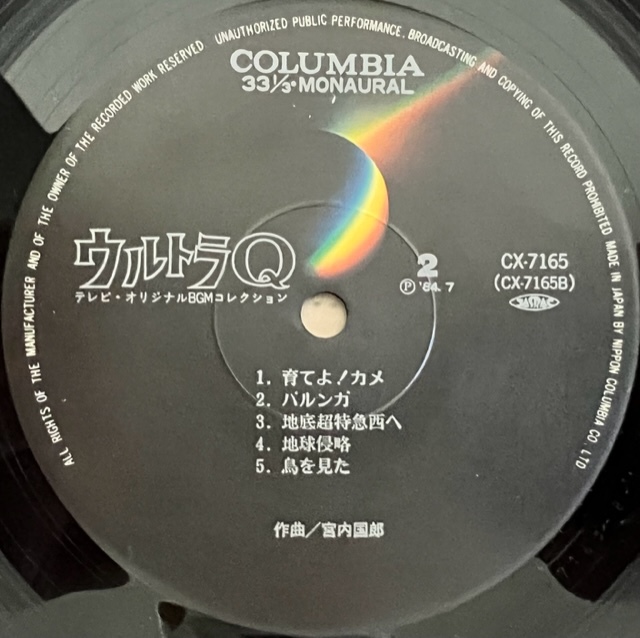 ALL RIGHTS OF THE MANUFACTURER AND OF THE OWNER OF THE RECORDED WORK RESERVED. UNAUTHORIZED PUBLIC PERFORMANCE. BROADCASTING AND COPYING OF THIS RECORD PROHIBITED MADE IN JAPAN BY NIPPON COLUMBIA CO. LTD
COLUMBIA
33 1/3・MONAURAL
ウルトラQ
テレビ・オリジナルBGMコレクション
2
Ⓟ '84. 7
CX-7165
(CX-7165B)
JASRAC
1. 育てよ!カメ
2. バルンガ
3. 地底超特急西へ
4. 地球侵略
5. 鳥を見た
作曲/宮内国郎